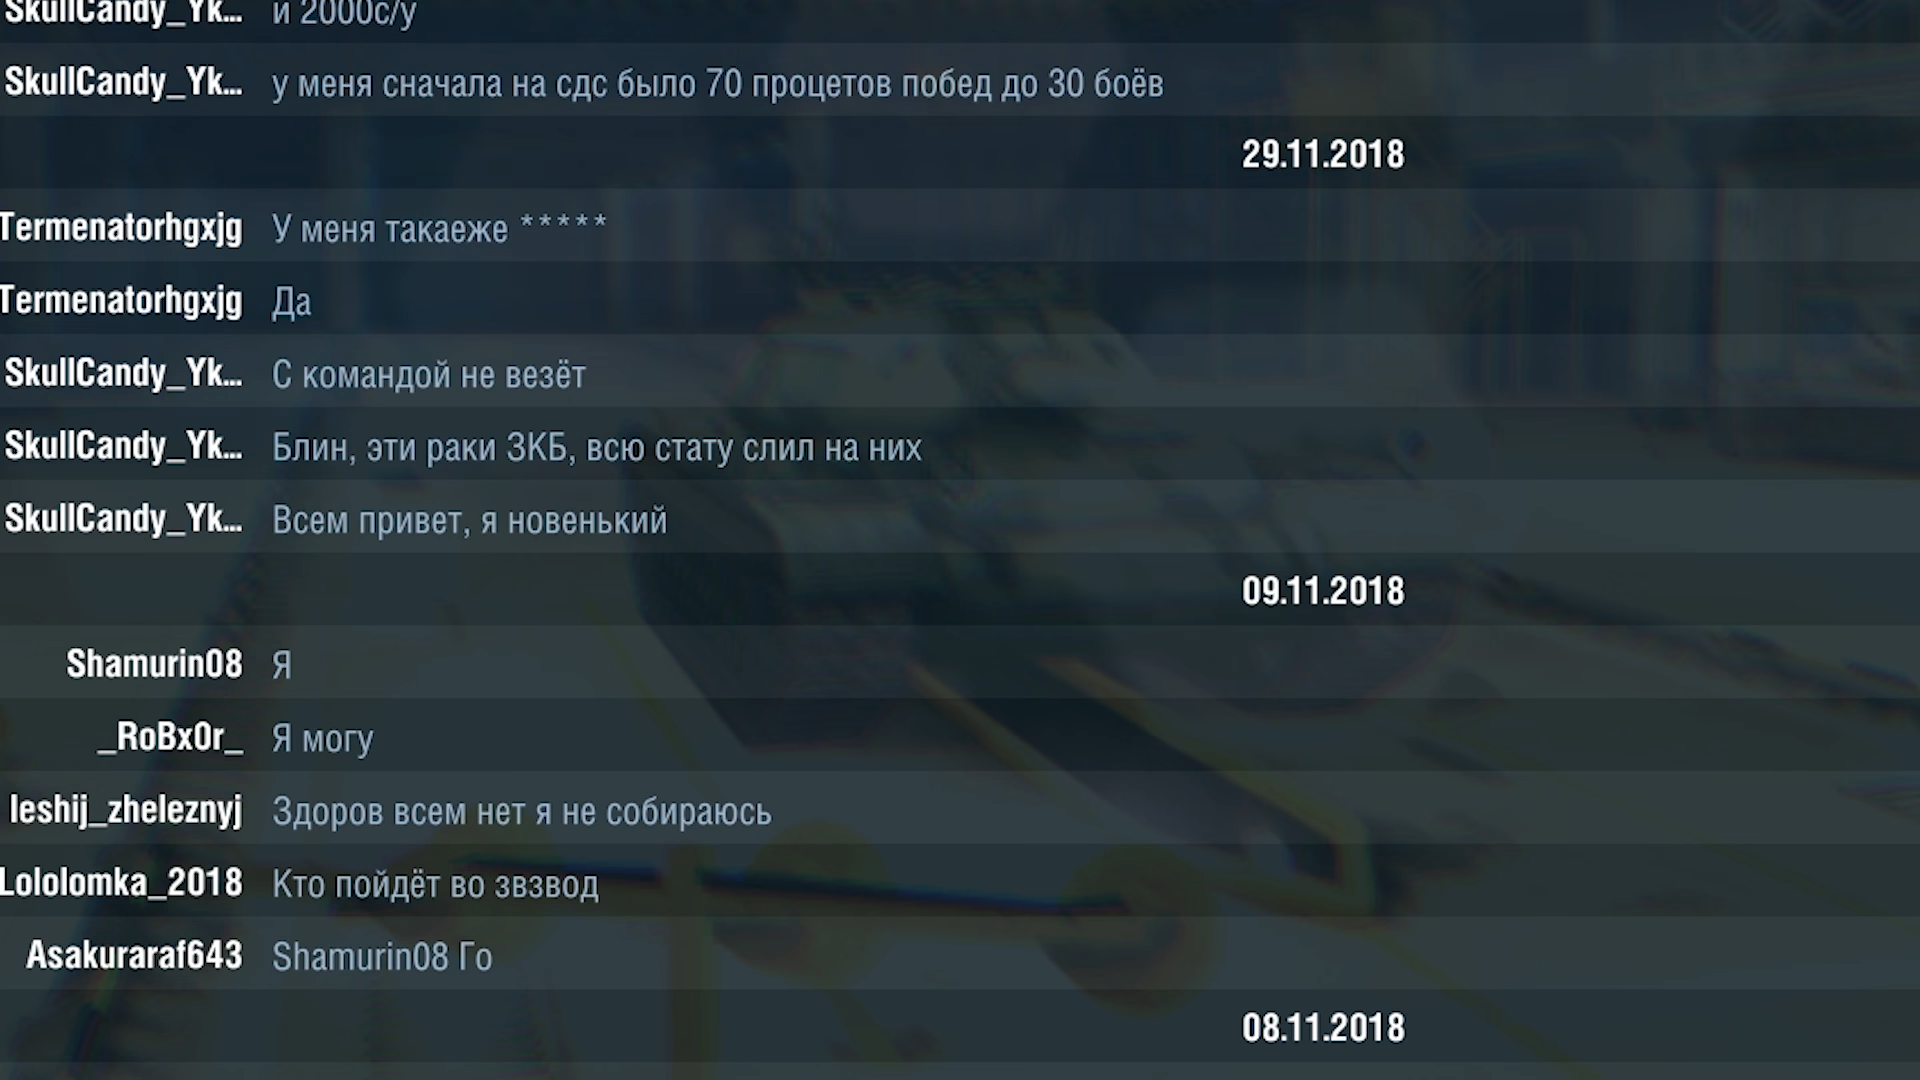 SkullCandy_Yk... и 2000с/у
SkullCandy_Yk... у меня сначала на сдс было 70 процетов побед до 30 боёв
29.11.2018
Termenatorhgxjg У меня такаеже *****
Termenatorhgxjg Да
SkullCandy_Yk... С командой не везёт
SkullCandy_Yk... Блин, эти раки ЗКБ, всю стату слил на них
SkullCandy_Yk... Всем привет, я новенький
09.11.2018
Shamurin08 Я
_RoBx0r_ Я могу
leshij_zheleznyj Здоров всем нет я не собираюсь
Lololomka_2018 Кто пойдёт во звзвод
Asakuraraf643 Shamurin08 Го
08.11.2018